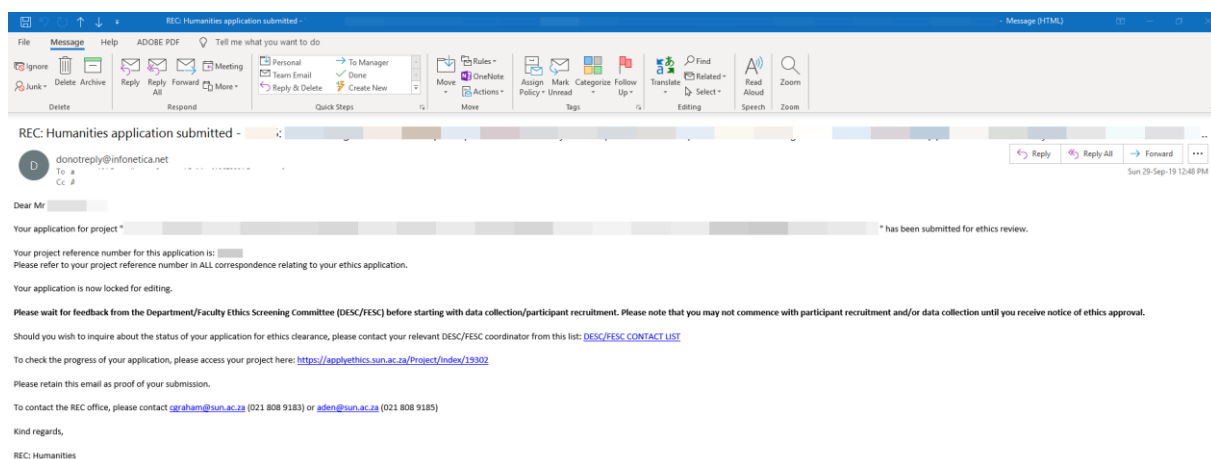 REC: Humanities application submitted -
- Message (HTML)
File Message Help ADOBE PDF Tell me what you want to do
Ignore
Junk
Delete Archive
Reply Reply All Forward
Meeting
More
Personal
Team Email
Reply & Delete
To Manager
Done
Create New
Move
Rules
OneNote
Actions
Assign Policy Mark Unread Categorize Follow Up
Translate
Find
Related
Select
Read Aloud
Zoom
Delete Respond Quick Steps Move Tags Editing Speech Zoom
REC: Humanities application submitted -
D
donotreply@infonetica.net
To
Cc
Reply Reply All Forward
Sun 29-Sep-19 12:48 PM
Dear Mr
Your application for project " " has been submitted for ethics review.
Your project reference number for this application is:
Please refer to your project reference number in ALL correspondence relating to your ethics application.
Your application is now locked for editing.
Please wait for feedback from the Department/Faculty Ethics Screening Committee (DESC/FESC) before starting with data collection/participant recruitment. Please note that you may not commence with participant recruitment and/or data collection until you receive notice of ethics approval.
Should you wish to inquire about the status of your application for ethics clearance, please contact your relevant DESC/FESC coordinator from this list: DESC/FESC CONTACT LIST
To check the progress of your application, please access your project here: https://applyethics.sun.ac.za/Project/Index/19302
Please retain this email as proof of your submission.
To contact the REC office, please contact cgraham@sun.ac.za (021 808 9183) or aden@sun.ac.za (021 808 9185)
Kind regards,
REC: Humanities